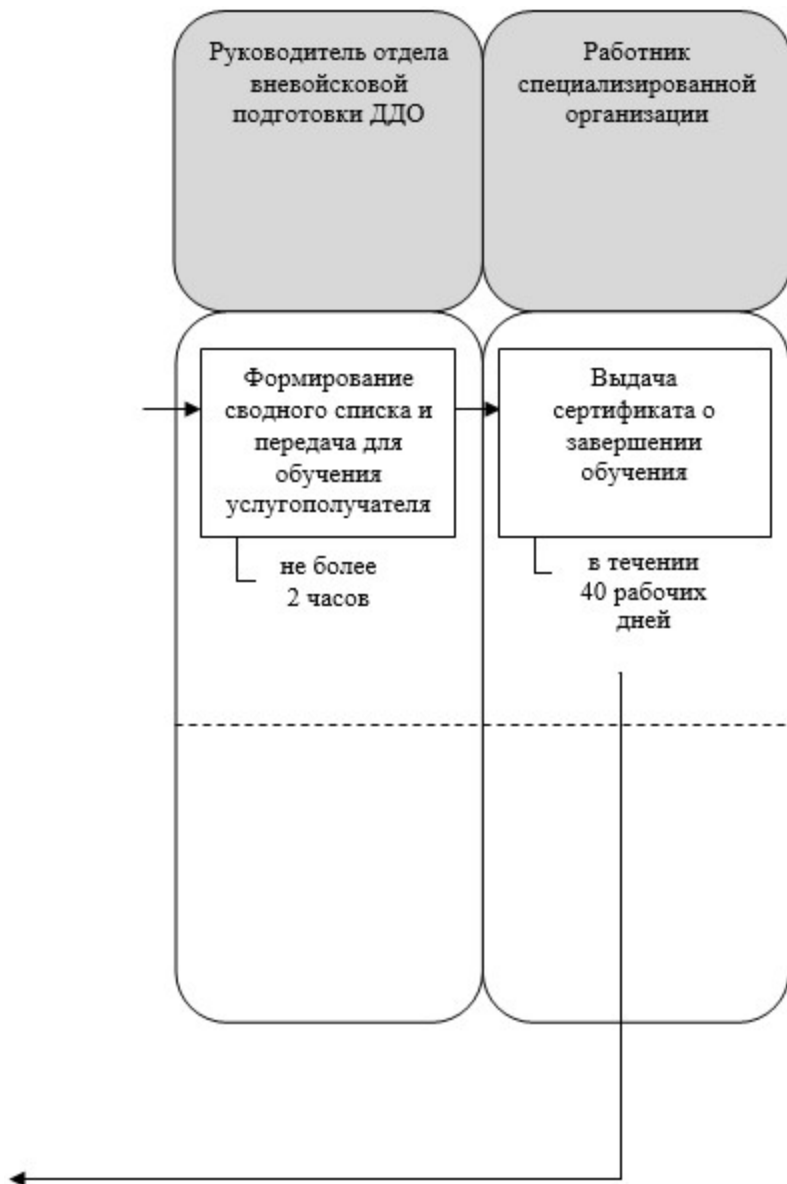 Руководитель отдела
вневойсковой
подготовки ДДО
Работник
специализированной
организации
Формирование
сводного списка и
передача для
обучения
услугополучателя
Выдача
сертификата о
завершении
обучения
не более
2 часов
в течении
40 рабочих
дней